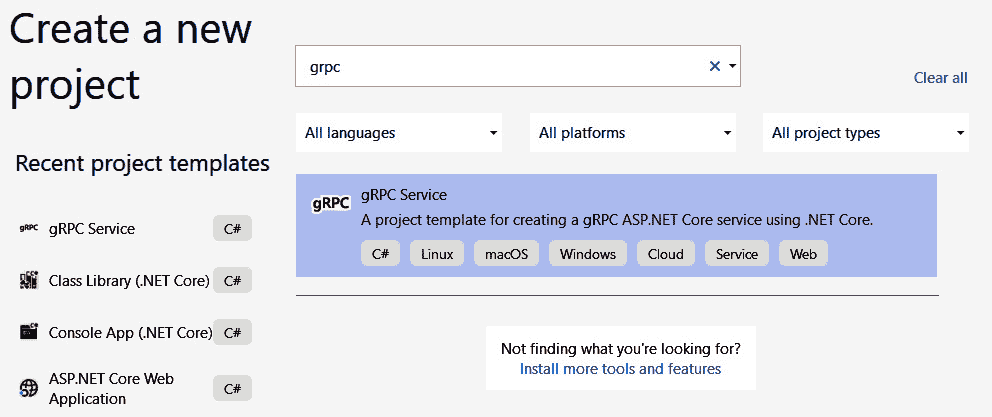 Create a new
project
Recent project templates
gRPC gRPC Service C#
Class Library (.NET Core) C#
Console App (.NET Core) C#
ASP.NET Core Web
Application C#
grpc
Clear all
All languages
All platforms
All project types
gRPC
gRPC Service
A project template for creating a gRPC ASP.NET Core service using .NET Core.
C# Linux macOS Windows Cloud Service Web
Not finding what you're looking for?
Install more tools and features